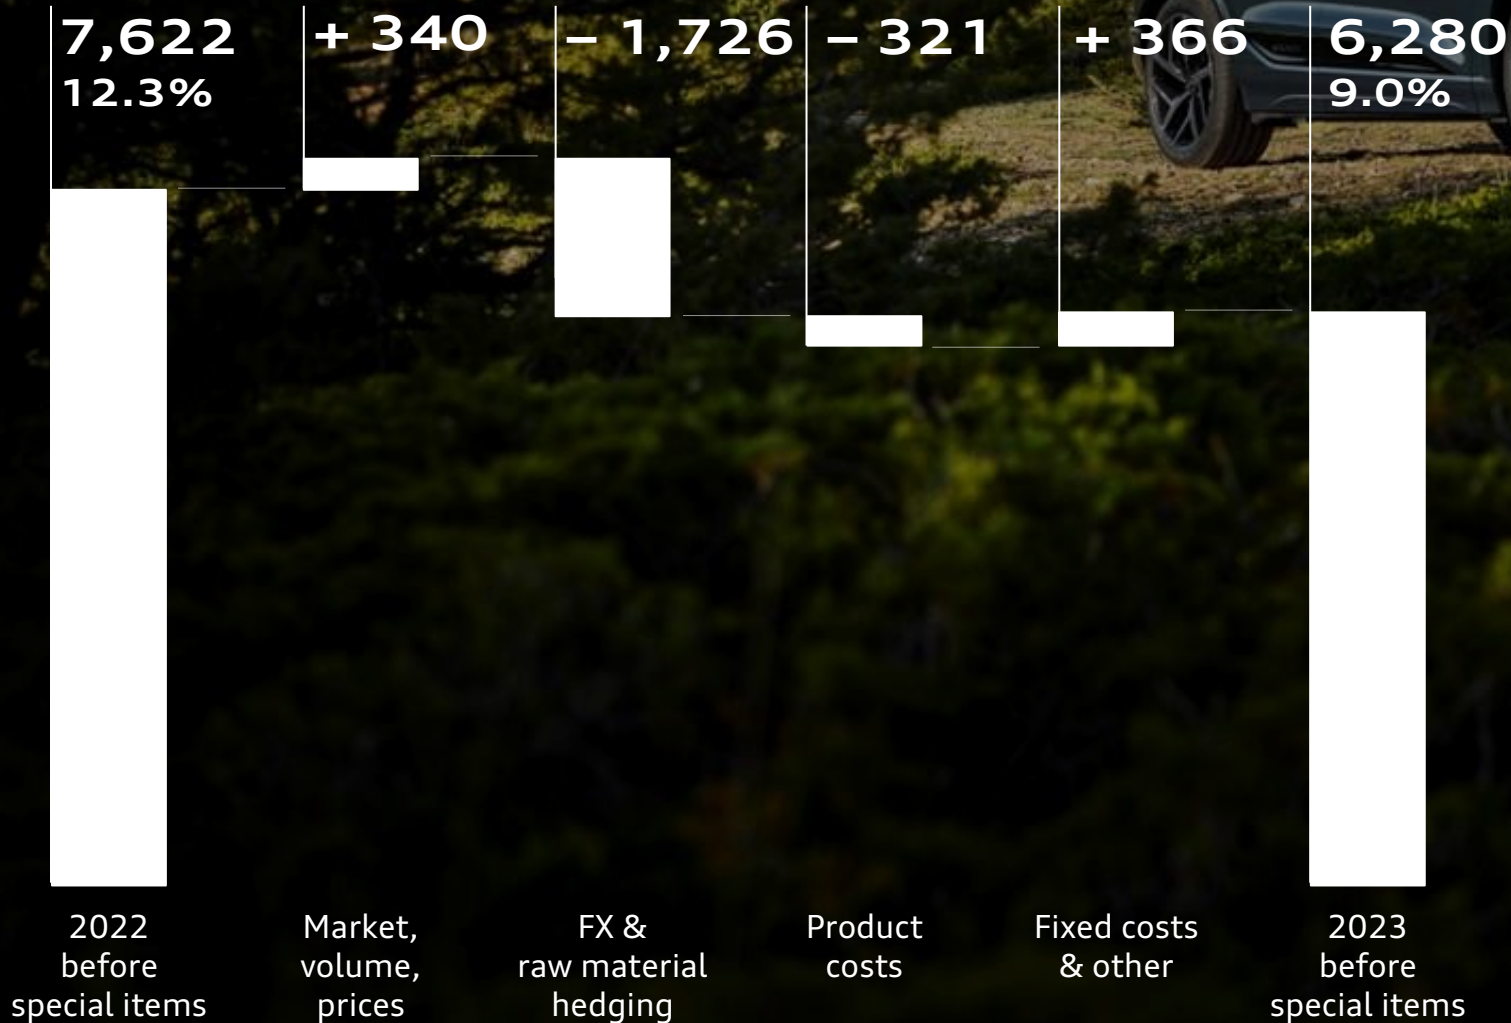 7,622
12.3%
+ 340
– 1,726
– 321
+ 366
6,280
9.0%
2022
before
special items
Market,
volume,
prices
FX &
raw material
hedging
Product
costs
Fixed costs
& other
2023
before
special items